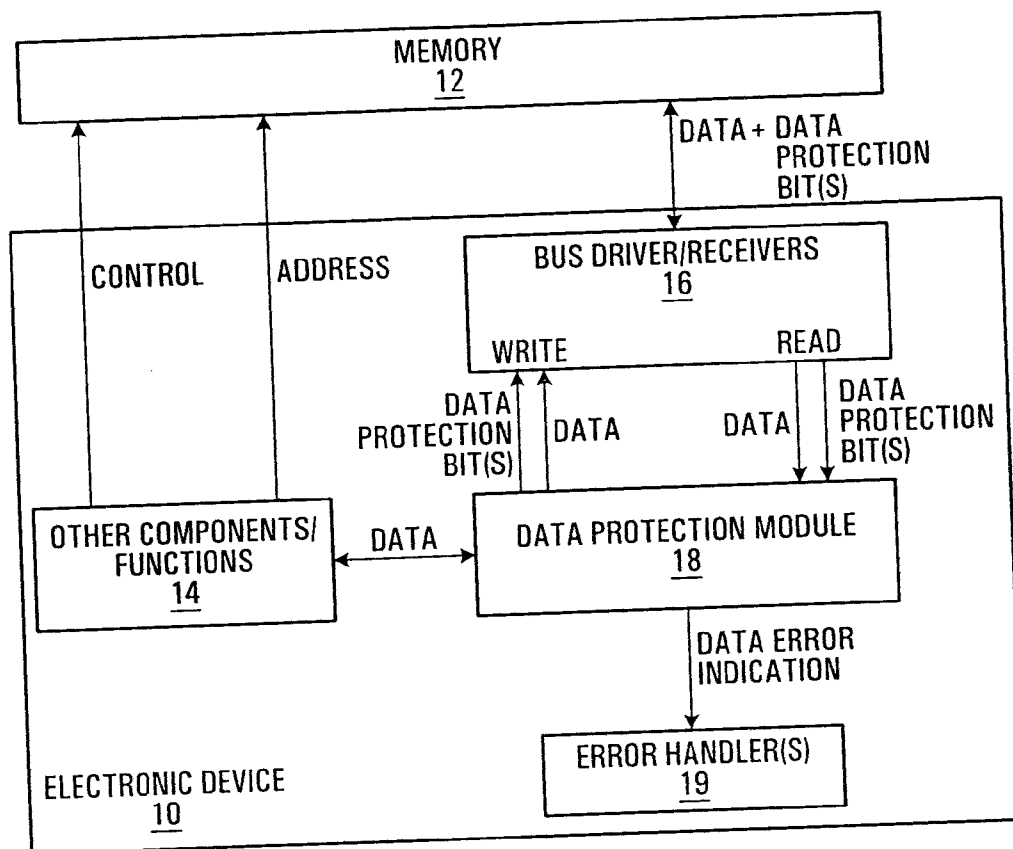 MEMORY
12
DATA + DATA
PROTECTION
BIT(S)
CONTROL
ADDRESS
BUS DRIVER/RECEIVERS
16
WRITE
READ
DATA
PROTECTION
BIT(S)
DATA
DATA
DATA
PROTECTION
BIT(S)
OTHER COMPONENTS/
FUNCTIONS
14
DATA
DATA PROTECTION MODULE
18
DATA ERROR
INDICATION
ERROR HANDLER(S)
19
ELECTRONIC DEVICE
10